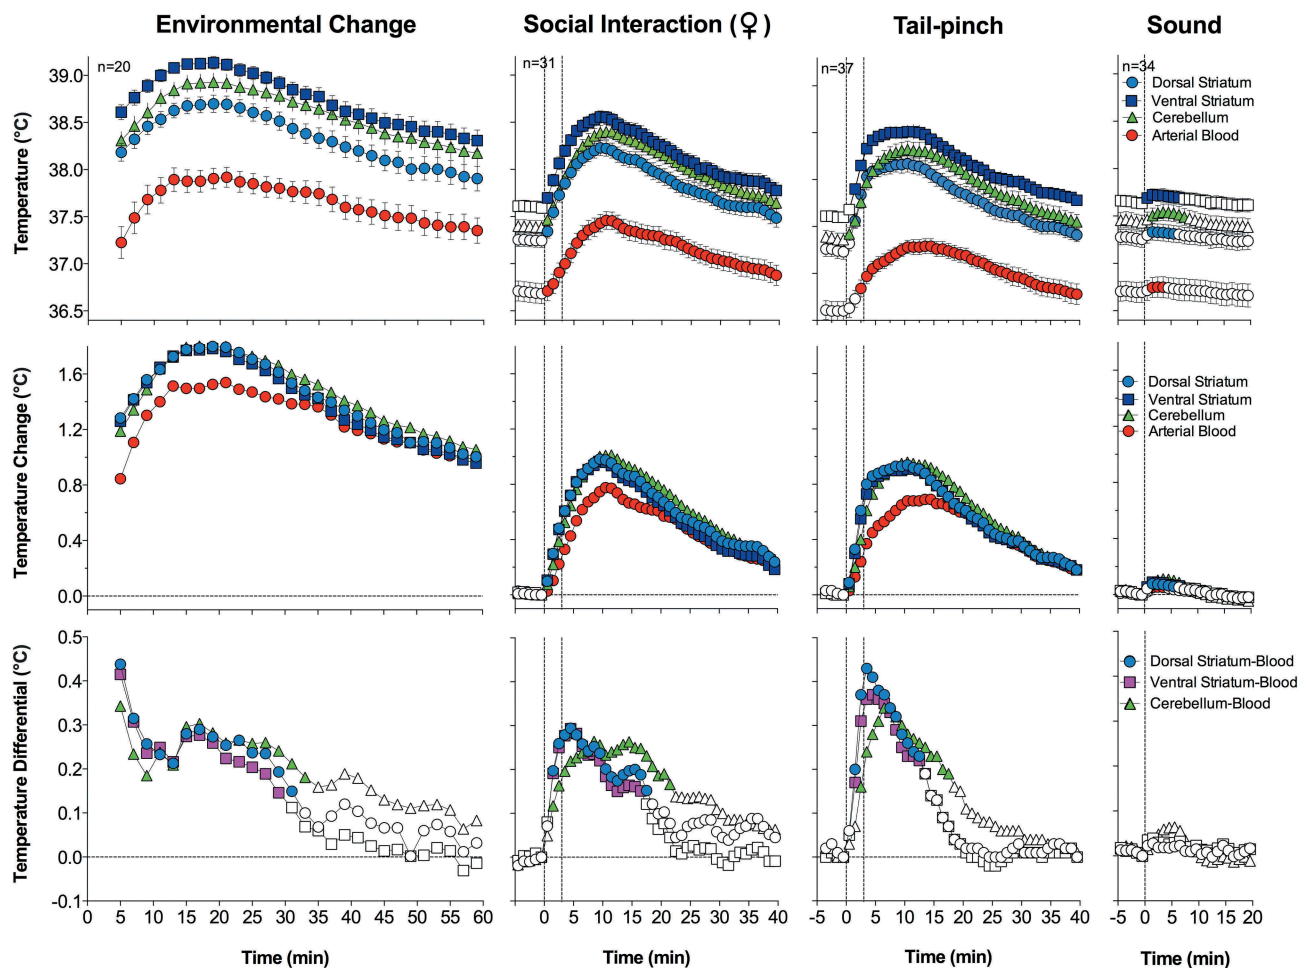 Environmental Change
Social Interaction (♀)
Tail-pinch
Sound
Temperature (°C)
39.0
38.5
38.0
37.5
37.0
36.5
n=20
n=31
n=37
n=34
Dorsal Striatum
Ventral Striatum
Cerebellum
Arterial Blood
Temperature Change (°C)
1.6
1.2
0.8
0.4
0.0
Dorsal Striatum
Ventral Striatum
Cerebellum
Arterial Blood
Temperature Differential (°C)
0.5
0.4
0.3
0.2
0.1
0.0
-0.1
Dorsal Striatum-Blood
Ventral Striatum-Blood
Cerebellum-Blood
0 5 10 15 20 25 30 35 40 45 50 55 60
-5 0 5 10 15 20 25 30 35 40
-5 0 5 10 15 20 25 30 35 40
-5 0 5 10 15 20
Time (min)
Time (min)
Time (min)
Time (min)